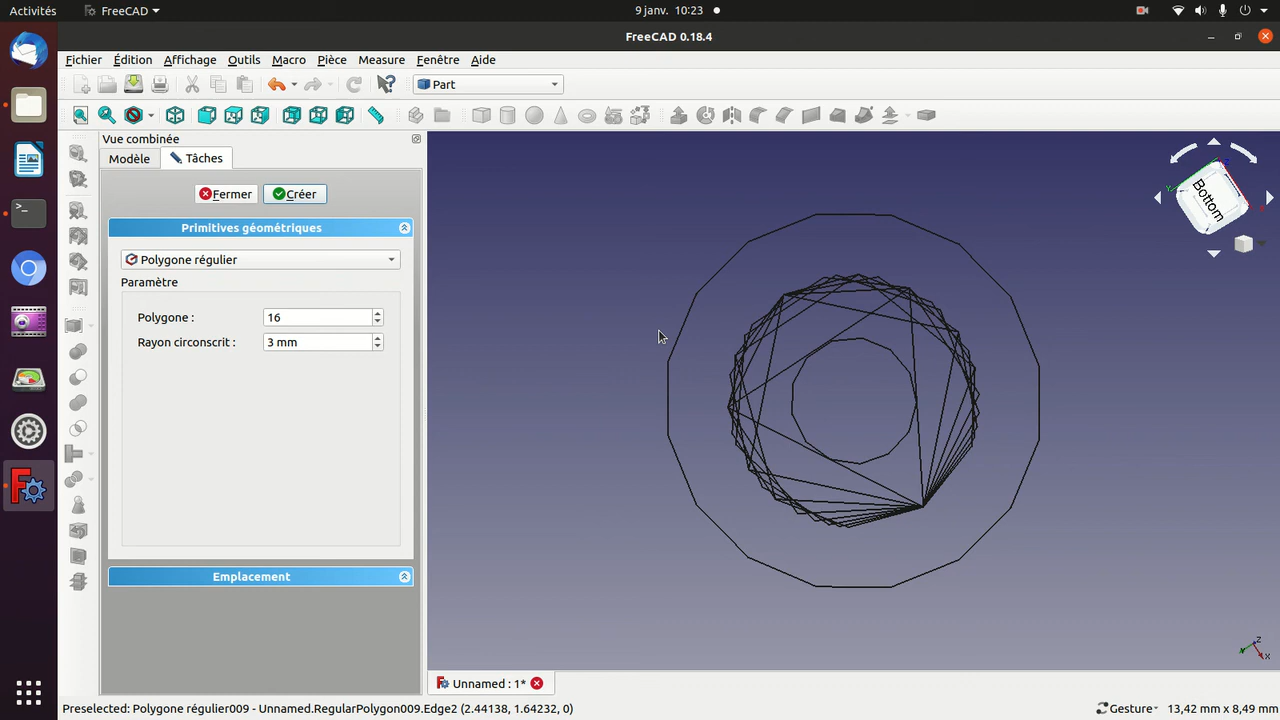 Activités
FreeCAD
9 janv. 10:23
FreeCAD 0.18.4
Fichier Édition Affichage Outils Macro Pièce Mesure Fenêtre Aide
Part
Vue combinée
Modèle
Tâches
Fermer
Créer
Primitives géométriques
Polygone régulier
Paramètre
Polygone :
16
Rayon circonscrit :
3 mm
Emplacement
Bottom
Unnamed : 1*
Preselected: Polygone régulier009 - Unnamed.RegularPolygon009.Edge2 (2.44138, 1.64232, 0)
Gesture
13,42 mm x 8,49 mm